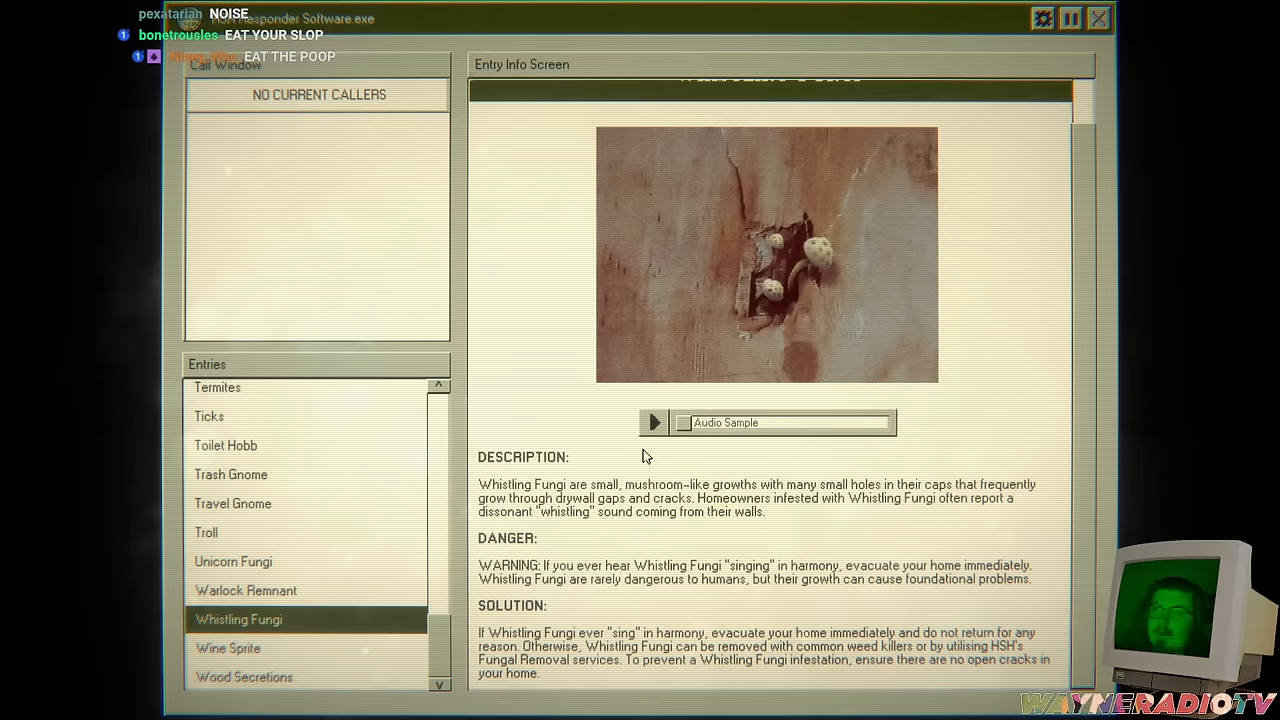 pexatarian NOISE
HSH Responder Software.exe
bonetrousles EAT YOUR SLOP
EAT THE POOP
Call Window
Entry Info Screen
NO CURRENT CALLERS
Audio Sample
Entries
Termites
Ticks
Toilet Hobb
Trash Gnome
Travel Gnome
Troll
Unicorn Fungi
Warlock Remnant
Whistling Fungi
Wine Sprite
Wood Secretions
DESCRIPTION:
Whistling Fungi are small, mushroom-like growths with many small holes in their caps that frequently
grow through drywall gaps and cracks. Homeowners infested with Whistling Fungi often report a
dissonant "whistling" sound coming from their walls.
DANGER:
WARNING: If you ever hear Whistling Fungi "singing" in harmony, evacuate your home immediately.
Whistling Fungi are rarely dangerous to humans, but their growth can cause foundational problems.
SOLUTION:
If Whistling Fungi ever "sing" in harmony, evacuate your home immediately and do not return for any
reason. Otherwise, Whistling Fungi can be removed with common weed killers or by utilising HSH's
Fungal Removal services. To prevent a Whistling Fungi infestation, ensure there are no open cracks in
your home.
WAYNERADIOTV